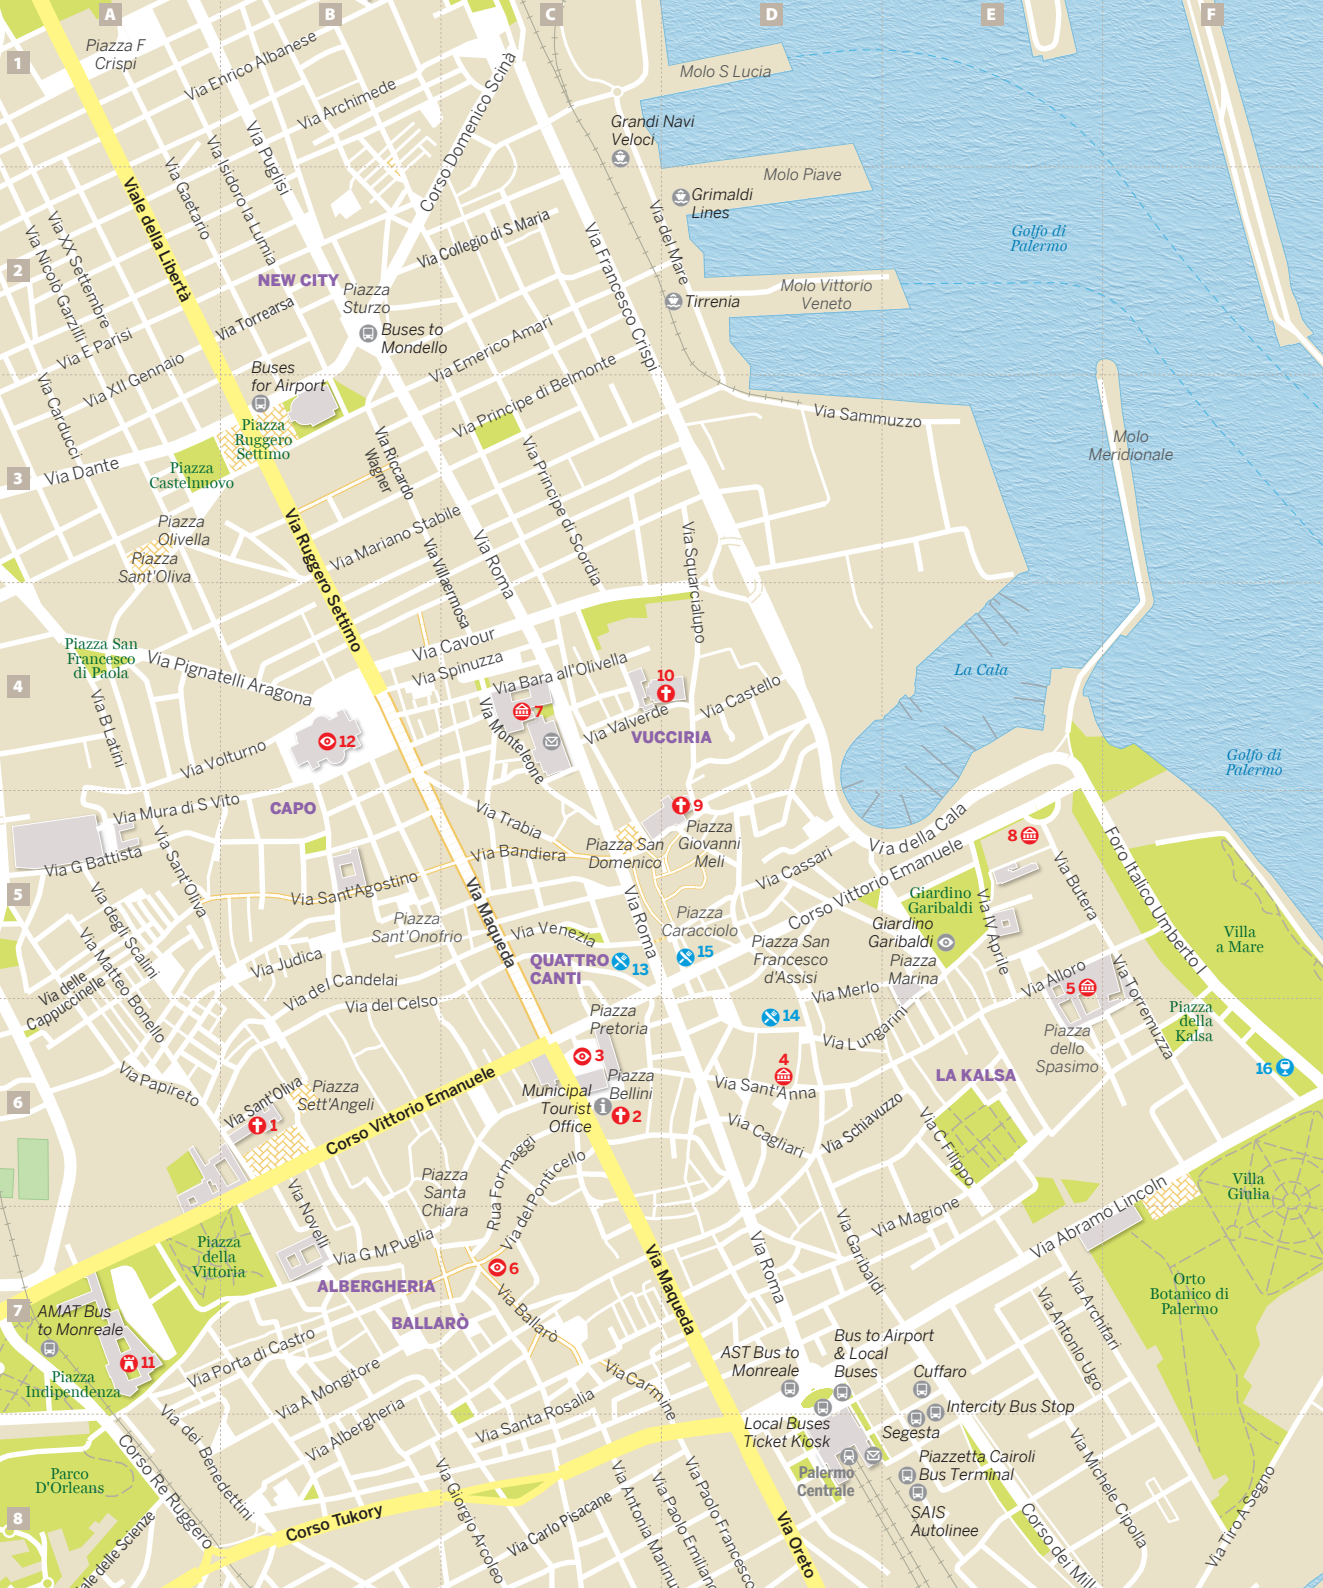 A
B
C
D
E
F
1
Piazza F
Crispi
Via Enrico Albanese
Via Archimede
Corso Domenico Scinà
Molo S Lucia
Grandi Navi
Veloci
Via Puglisi
Via Isidoro la Lumia
Via Gaetario
Viale della Libertà
Molo Piave
Grimaldi
Lines
Via del Mare
Via Collegio di S Maria
Via Francesco Crispi
Golfo di
Palermo
2
Via XX Settembre
Via Nicolò Garzilli
NEW CITY
Piazza
Sturzo
Via Torrearsa
Buses to
Mondello
Tirrenia
Molo Vittorio
Veneto
Via E Parisi
Via XII Gennaio
Via Emerico Amari
Via Principe di Belmonte
Buses
for Airport
Via Carducci
Via Sammuzzo
Piazza
Ruggero
Settimo
Molo
Meridionale
3
Via Dante
Piazza
Castelnuovo
Via Riccardo
Wagner
Via Principe di Scordia
Piazza
Olivella
Piazza
Sant'Oliva
Via Ruggero Settimo
Via Mariano Stabile
Via Villaermosa
Via Roma
Via Squarcialupo
4
Piazza San
Francesco
di Paola
Via Pignatelli Aragona
Via Cavour
Via Spinuzza
Via Bara all'Olivella
10
La Cala
Via B Latini
7
Via Valverde
Via Castello
VUCCIRIA
12
Via Monteleone
Via Volturno
Golfo di
Palermo
CAPO
Via Mura di S Vito
Via Trabia
9
Piazza San
Domenico
Piazza
Giovanni
Meli
Via della Cala
8
Via G Battista
Via Sant'Oliva
Via Bandiera
Via Cassari
Corso Vittorio Emanuele
Foro Italico Umberto I
Via Butera
5
Via degli Scalini
Via Sant'Agostino
Via Maqueda
Via Roma
Giardino
Garibaldi
Via IV Aprile
Piazza
Sant'Onofrio
Via Venezia
Piazza
Caracciolo
Giardino
Garibaldi
Villa
a Mare
Via Matteo Bonello
Via Judica
QUATTRO
CANTI
13
15
Piazza San
Francesco
d'Assisi
Piazza
Marina
Via Alloro
5
Via Torremuzza
Via delle
Cappuccinelle
Via del Candelai
Via del Celso
Via Merlo
Piazza
Pretoria
14
Via Lungarini
Piazza
della
Kalsa
Piazza
dello
Spasimo
3
4
16
Via Papireto
LA KALSA
6
Piazza
Sett'Angeli
Via Sant'Oliva
1
Corso Vittorio Emanuele
Municipal
Tourist
Office
Piazza
Bellini
2
Via Sant'Anna
Via Cagliari
Via Schiavuzzo
Via C Filippo
Rua Formaggi
Via del Ponticello
Piazza
Santa
Chiara
Via Novelli
Villa
Giulia
Via Abramo Lincoln
Via Magione
Via Garibaldi
Piazza
della
Vittoria
Via G M Puglia
6
Via Roma
Via Maqueda
ALBERGHERIA
BALLARÒ
Via Ballarò
Orto
Botanico di
Palermo
Via Archifari
Via Antonio Ugo
7
AMAT Bus
to Monreale
11
Via Porta di Castro
Bus to Airport
& Local
Buses
AST Bus to
Monreale
Cuffaro
Piazza
Indipendenza
Via A Mongitore
Via Carmine
Intercity Bus Stop
Via dei Benedettini
Via Albergheria
Via Santa Rosalia
Local Buses
Ticket Kiosk
Segesta
Corso Re Ruggero
Palermo
Centrale
Piazzetta Cairoli
Bus Terminal
Parco
D'Orleans
Via Michele Cipolla
8
Via Giorgio Arcoleo
Corso Tukory
Via Carlo Pisacane
Via Antonia Marinu
Via Paolo Emiliano
Via Paolo Francesco
Via Oreto
SAIS
Autolinee
Corso dei Mill
Via Tiro A Segno
ale delle Scienze